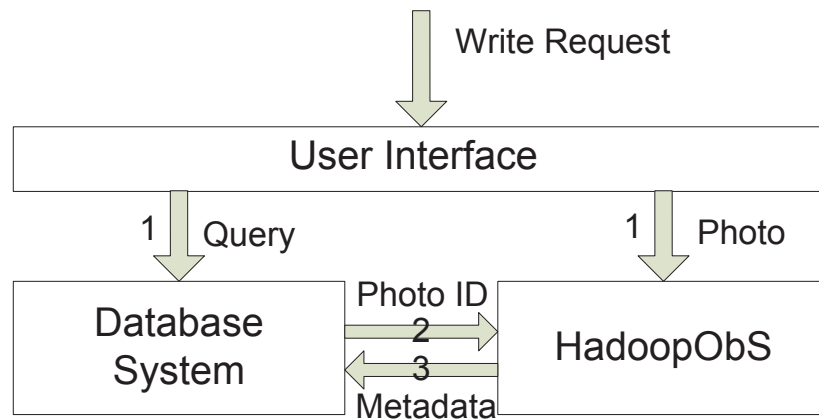 Write Request
User Interface
1 Query
1 Photo
Photo ID
Database
System
2
HadoopObS
3
Metadata